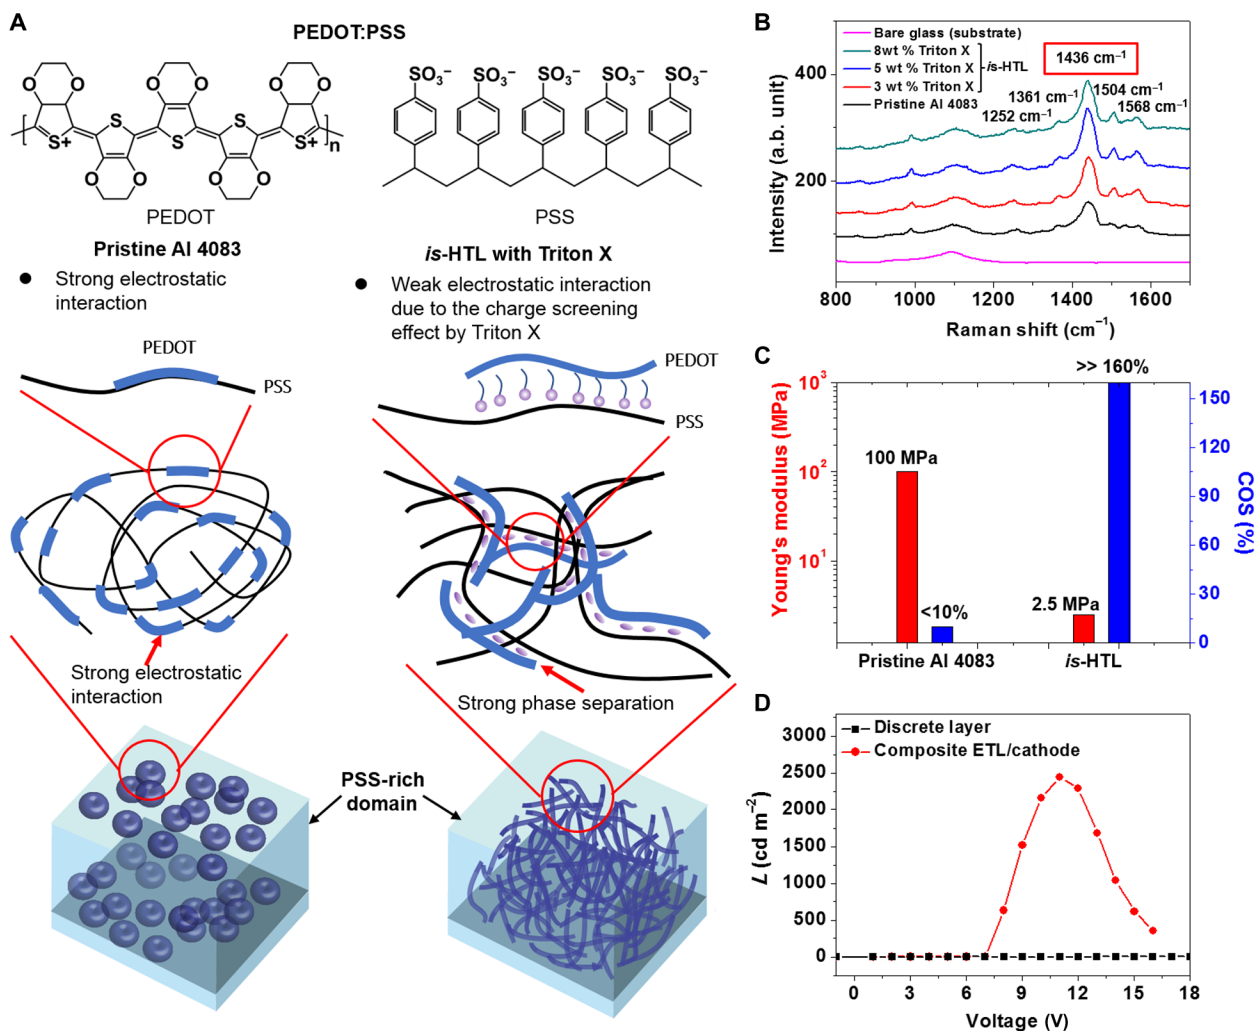 A
PEDOT:PSS
SO₃⁻ SO₃⁻ SO₃⁻ SO₃⁻ SO₃⁻
O O O O O O
S+ S S S S+ n
O O O O
PEDOT
PSS
Pristine AI 4083
● Strong electrostatic
interaction
PEDOT
PSS
Strong electrostatic
interaction
is-HTL with Triton X
● Weak electrostatic interaction
due to the charge screening
effect by Triton X
PEDOT
PSS
Strong phase separation
PSS-rich
domain
B
Bare glass (substrate)
8wt % Triton X
5 wt % Triton X
is-HTL
3 wt % Triton X
Pristine AI 4083
1436 cm⁻¹
1361 cm⁻¹
1504 cm⁻¹
1252 cm⁻¹
1568 cm⁻¹
Intensity (a.b. unit)
400
200
800 1000 1200 1400 1600
Raman shift (cm⁻¹)
C
Young's modulus (MPa)
10³
10²
10¹
100 MPa
<10%
2.5 MPa
>> 160%
150
120
90
60
30
0
COS (%)
Pristine AI 4083
is-HTL
D
Discrete layer
Composite ETL/cathode
L (cd m⁻²)
3000
2500
2000
1500
1000
500
0
0 3 6 9 12 15 18
Voltage (V)